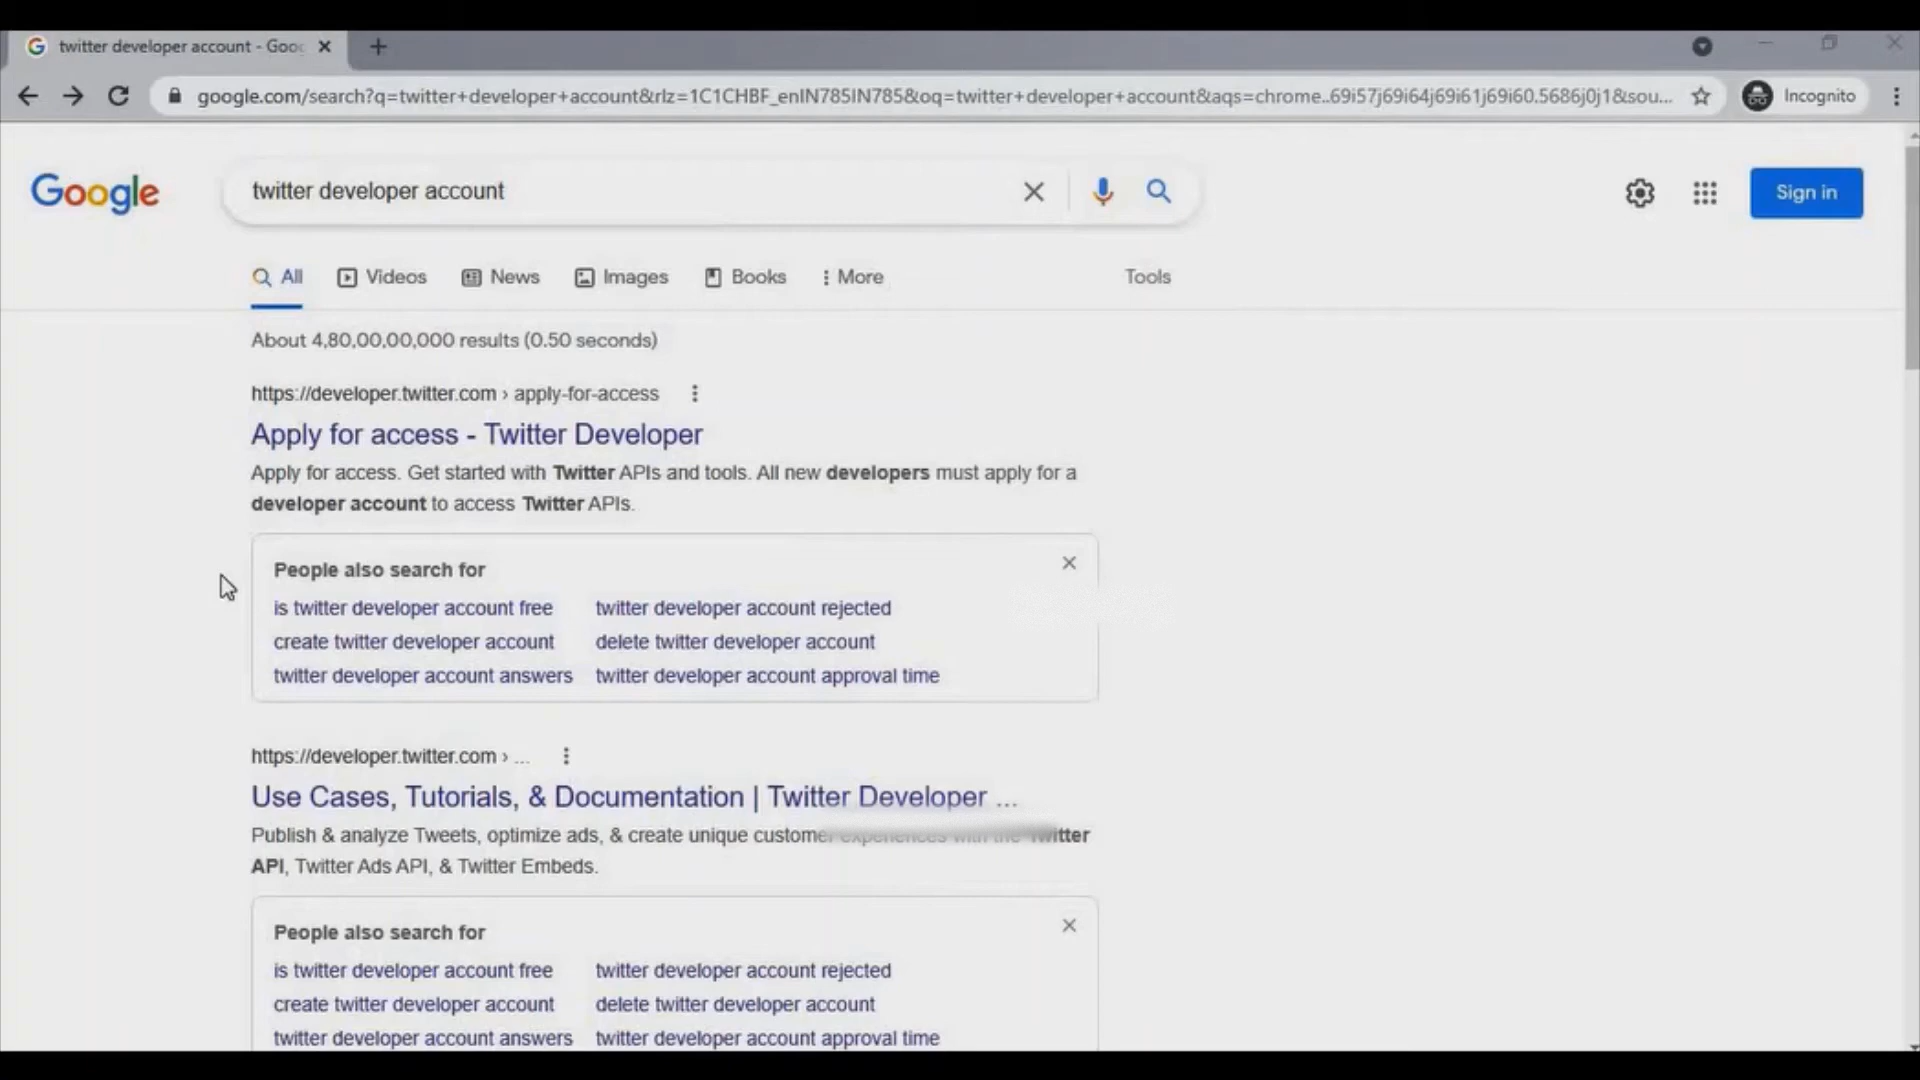 twitter developer account - Goo
google.com/search?q=twitter+developer+account&rlz=1C1CHBF_enIN785IN785&oq=twitter+developer+account&aqs=chrome..69i57j69i64j69i61j69i60.5686j0j1&sou...
Incognito
Google
twitter developer account
Sign in
All
Videos
News
Images
Books
More
Tools
About 4,80,00,00,000 results (0.50 seconds)
https://developer.twitter.com › apply-for-access
Apply for access - Twitter Developer
Apply for access. Get started with Twitter APIs and tools. All new developers must apply for a
developer account to access Twitter APIs.
People also search for
is twitter developer account free
twitter developer account rejected
create twitter developer account
delete twitter developer account
twitter developer account answers
twitter developer account approval time
https://developer.twitter.com › ...
Use Cases, Tutorials, & Documentation | Twitter Developer ...
Publish & analyze Tweets, optimize ads, & create unique customer experiences with the Twitter
API, Twitter Ads API, & Twitter Embeds.
People also search for
is twitter developer account free
twitter developer account rejected
create twitter developer account
delete twitter developer account
twitter developer account answers
twitter developer account approval time